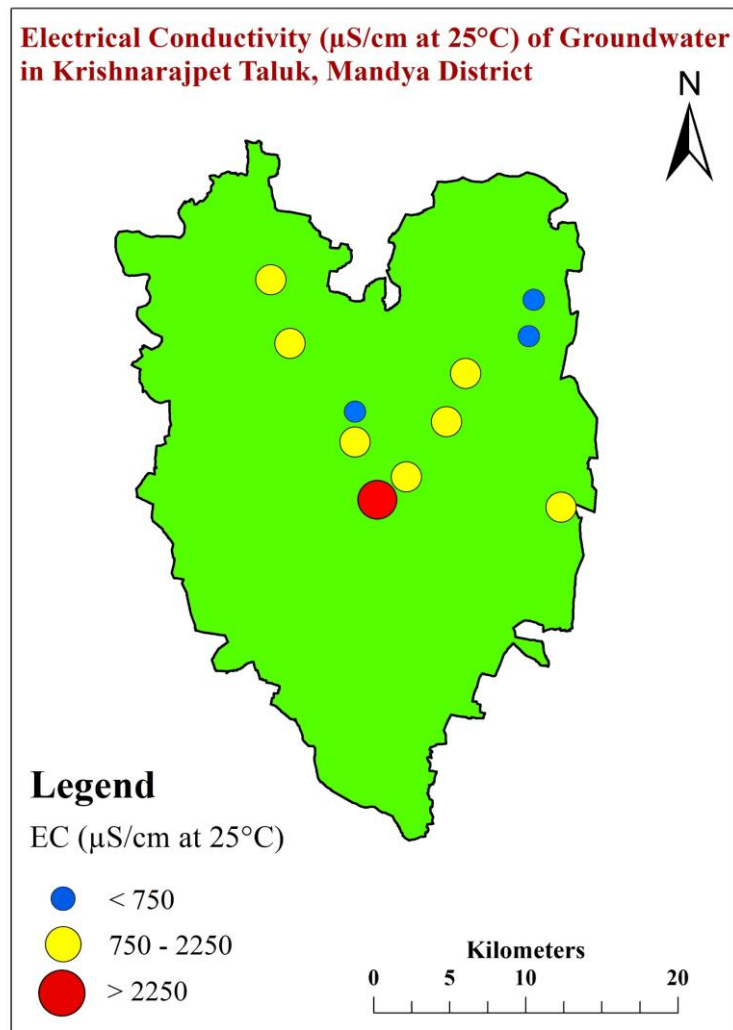 Electrical Conductivity (µS/cm at 25°C) of Groundwater
in Krishnarajpet Taluk, Mandya District
N
Legend
EC (µS/cm at 25°C)
< 750
750 - 2250
> 2250
Kilometers
0 5 10 20